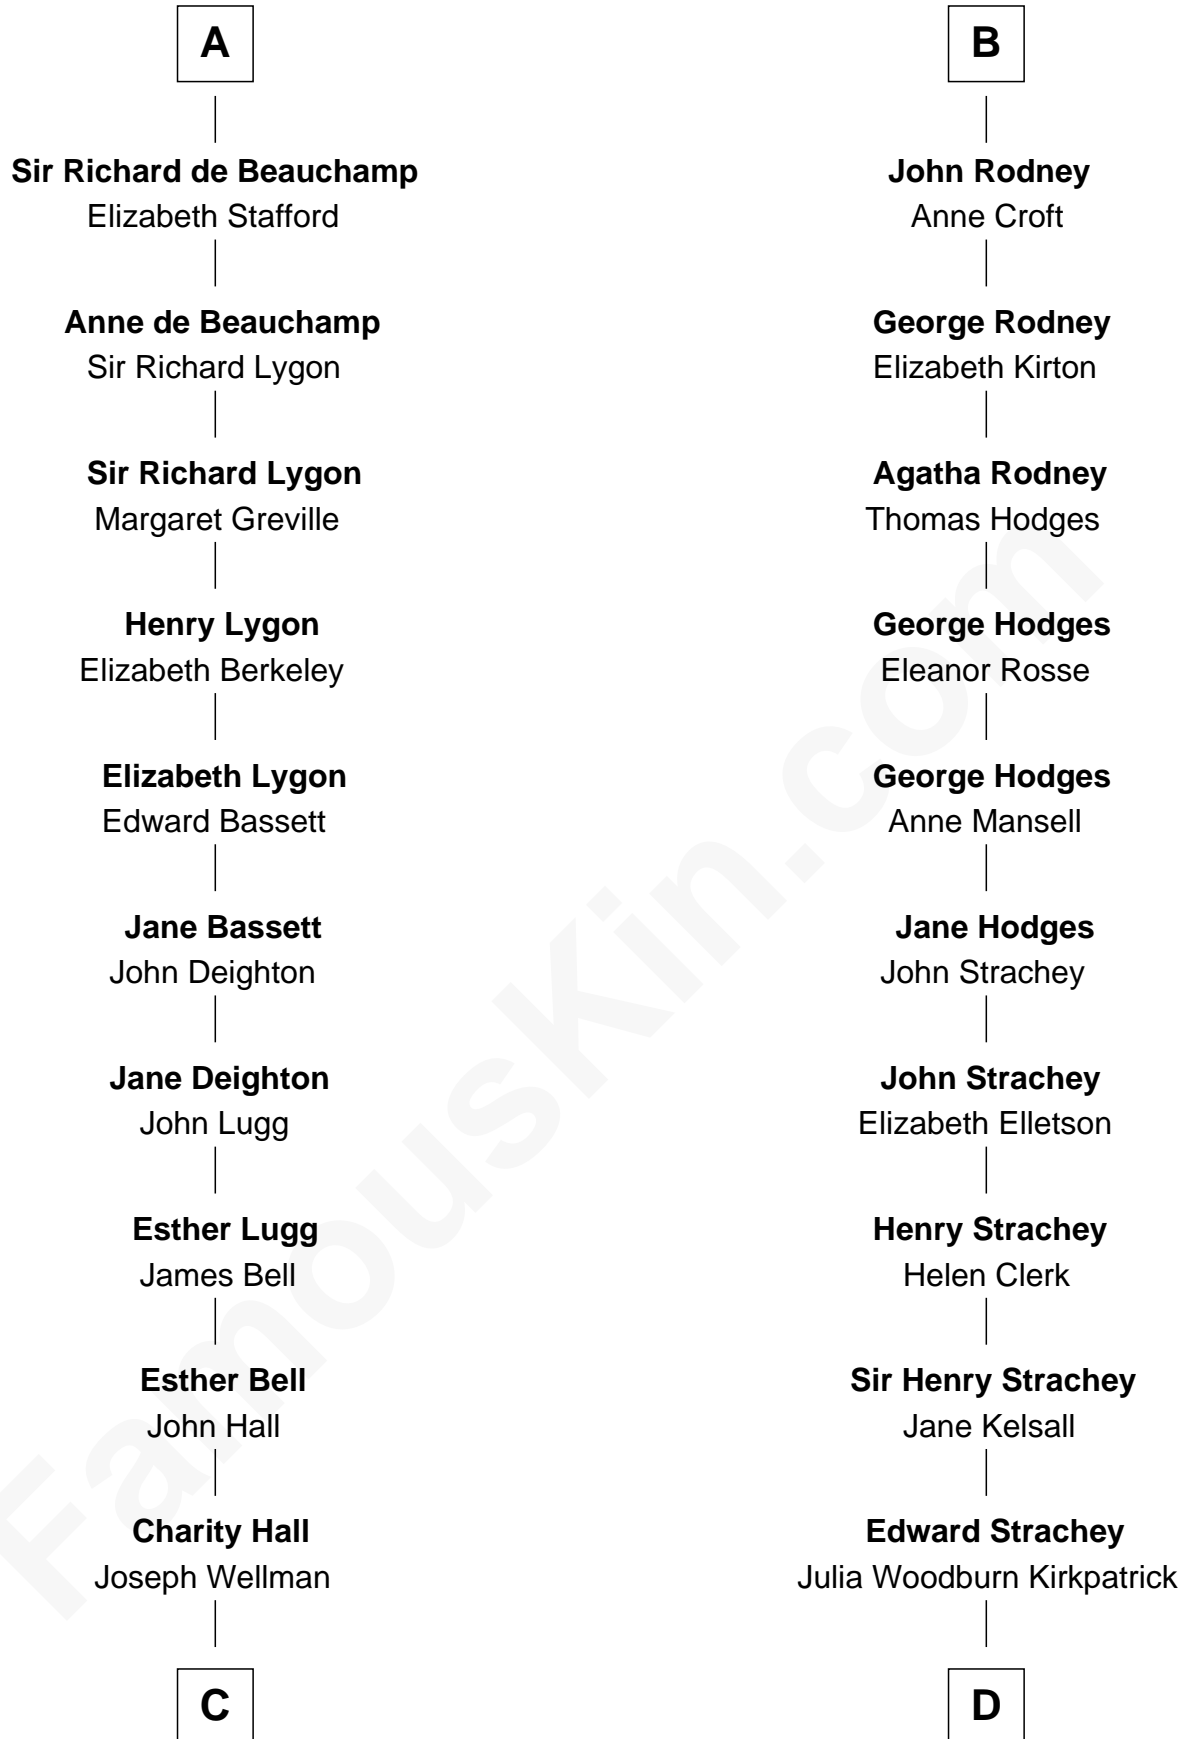 A
Sir Richard de Beauchamp
Elizabeth Stafford
Anne de Beauchamp
Sir Richard Lygon
Sir Richard Lygon
Margaret Greville
Henry Lygon
Elizabeth Berkeley
Elizabeth Lygon
Edward Bassett
Jane Bassett
John Deighton
Jane Deighton
John Lugg
Esther Lugg
James Bell
Esther Bell
John Hall
Charity Hall
Joseph Wellman
C
B
John Rodney
Anne Croft
George Rodney
Elizabeth Kirton
Agatha Rodney
Thomas Hodges
George Hodges
Eleanor Rosse
George Hodges
Anne Mansell
Jane Hodges
John Strachey
John Strachey
Elizabeth Elletson
Henry Strachey
Helen Clerk
Sir Henry Strachey
Jane Kelsall
Edward Strachey
Julia Woodburn Kirkpatrick
D
FamousKin.com